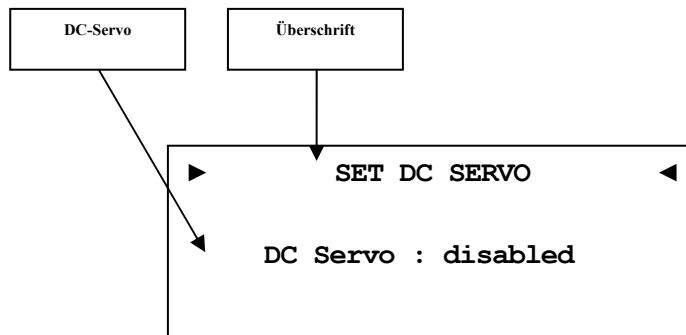 DC-Servo
Überschrift
► SET DC SERVO ◄
DC Servo : disabled